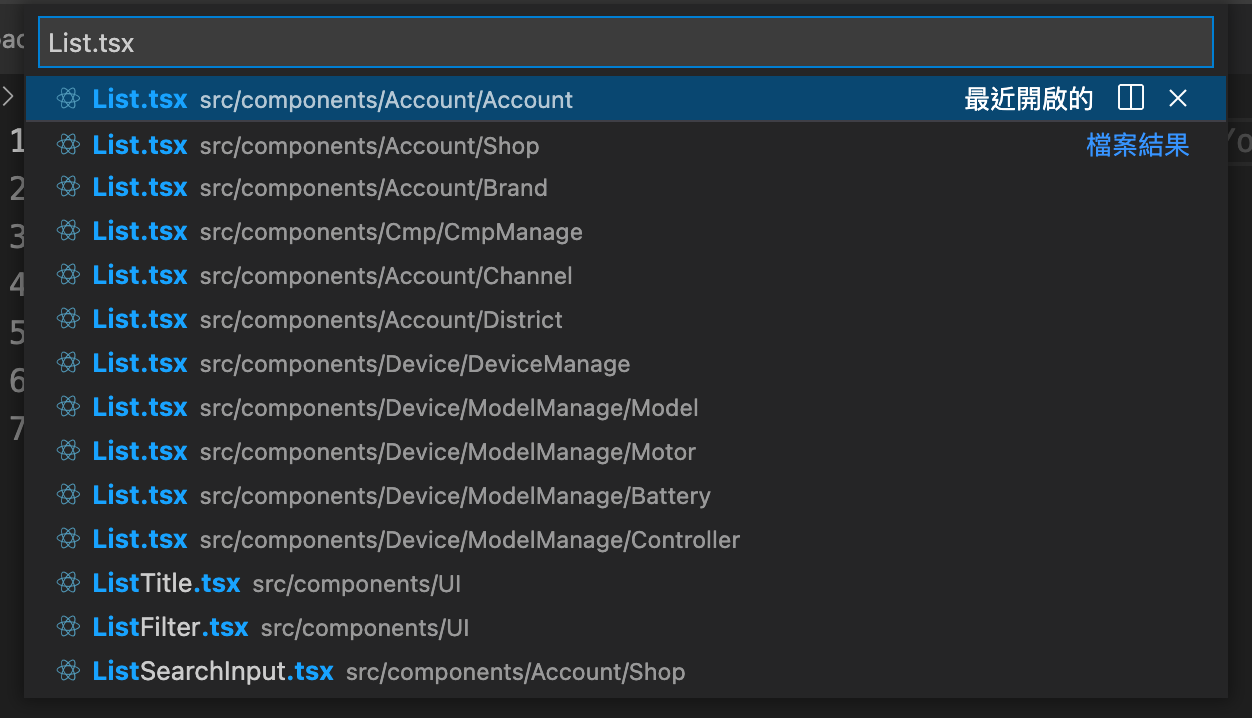 List.tsx
List.tsx src/components/Account/Account 最近開啟的
List.tsx src/components/Account/Shop 檔案結果
List.tsx src/components/Account/Brand
List.tsx src/components/Cmp/CmpManage
List.tsx src/components/Account/Channel
List.tsx src/components/Account/District
List.tsx src/components/Device/DeviceManage
List.tsx src/components/Device/ModelManage/Model
List.tsx src/components/Device/ModelManage/Motor
List.tsx src/components/Device/ModelManage/Battery
List.tsx src/components/Device/ModelManage/Controller
ListTitle.tsx src/components/UI
ListFilter.tsx src/components/UI
ListSearchInput.tsx src/components/Account/Shop
1
2
3
4
5
6
7